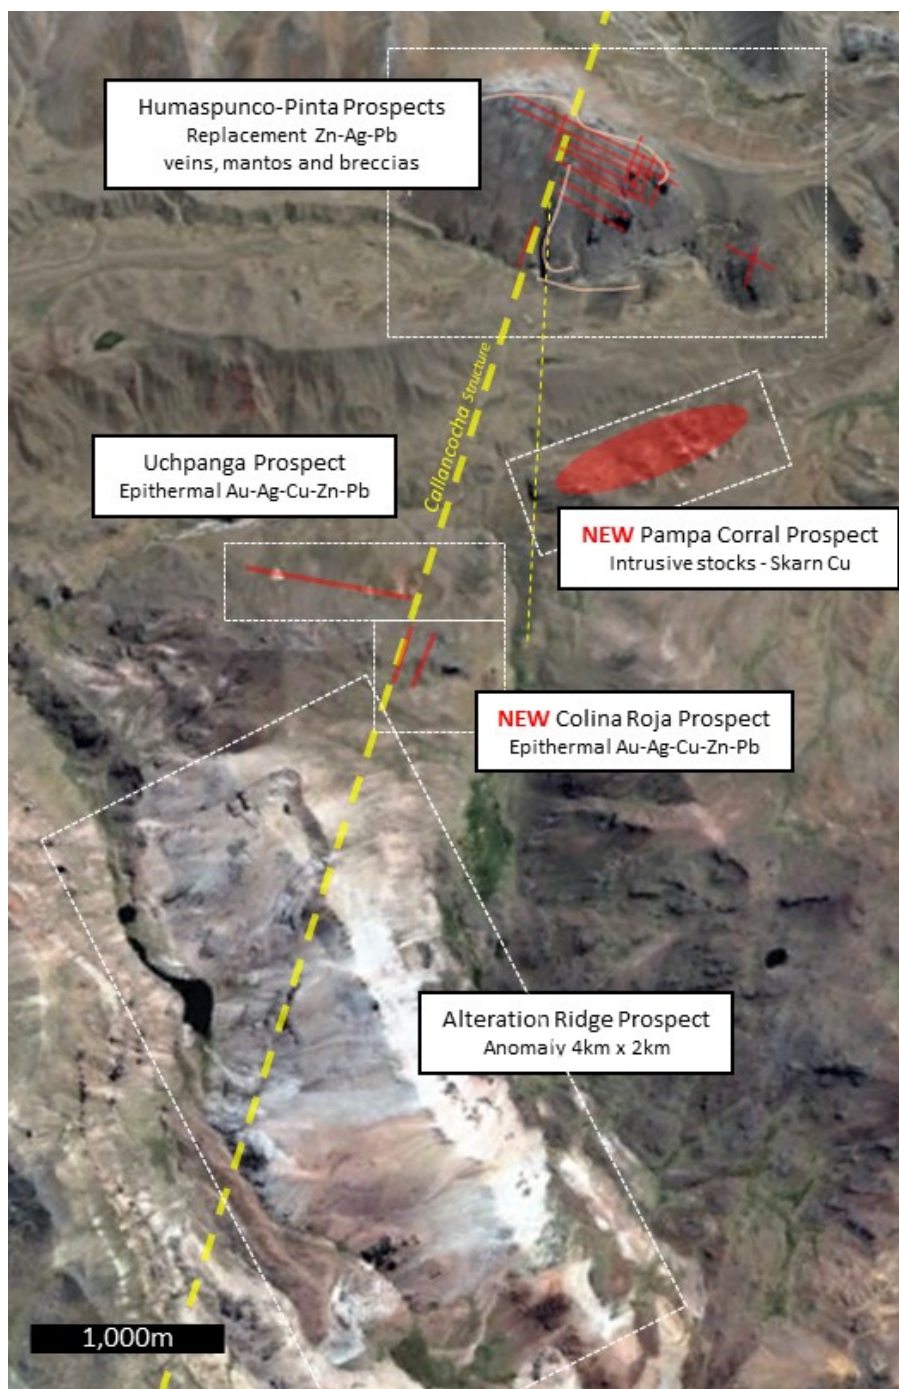 Humaspunco-Pinta Prospects
Replacement Zn-Ag-Pb
veins, mantos and breccias
Callancocha Structure
Uchpanga Prospect
Epithermal Au-Ag-Cu-Zn-Pb
NEW Pampa Corral Prospect
Intrusive stocks - Skarn Cu
NEW Colina Roja Prospect
Epithermal Au-Ag-Cu-Zn-Pb
Alteration Ridge Prospect
Anomaly 4km x 2km
1,000m